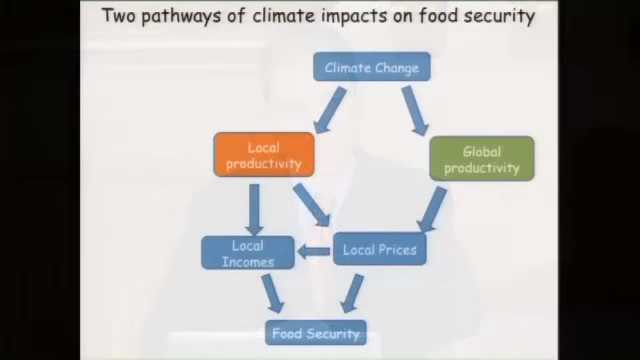 Two pathways of climate impacts on food security
Climate Change
Local
productivity
Global
productivity
Local
Incomes
Local Prices
Food Security